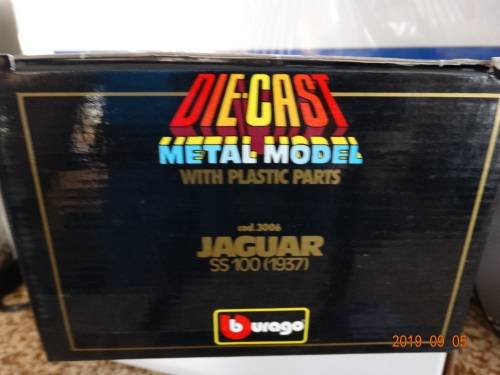 DIE-CAST
METAL MODEL
WITH PLASTIC PARTS
cod. 3006
JAGUAR
SS 100 (1937)
burago
2019 09 05